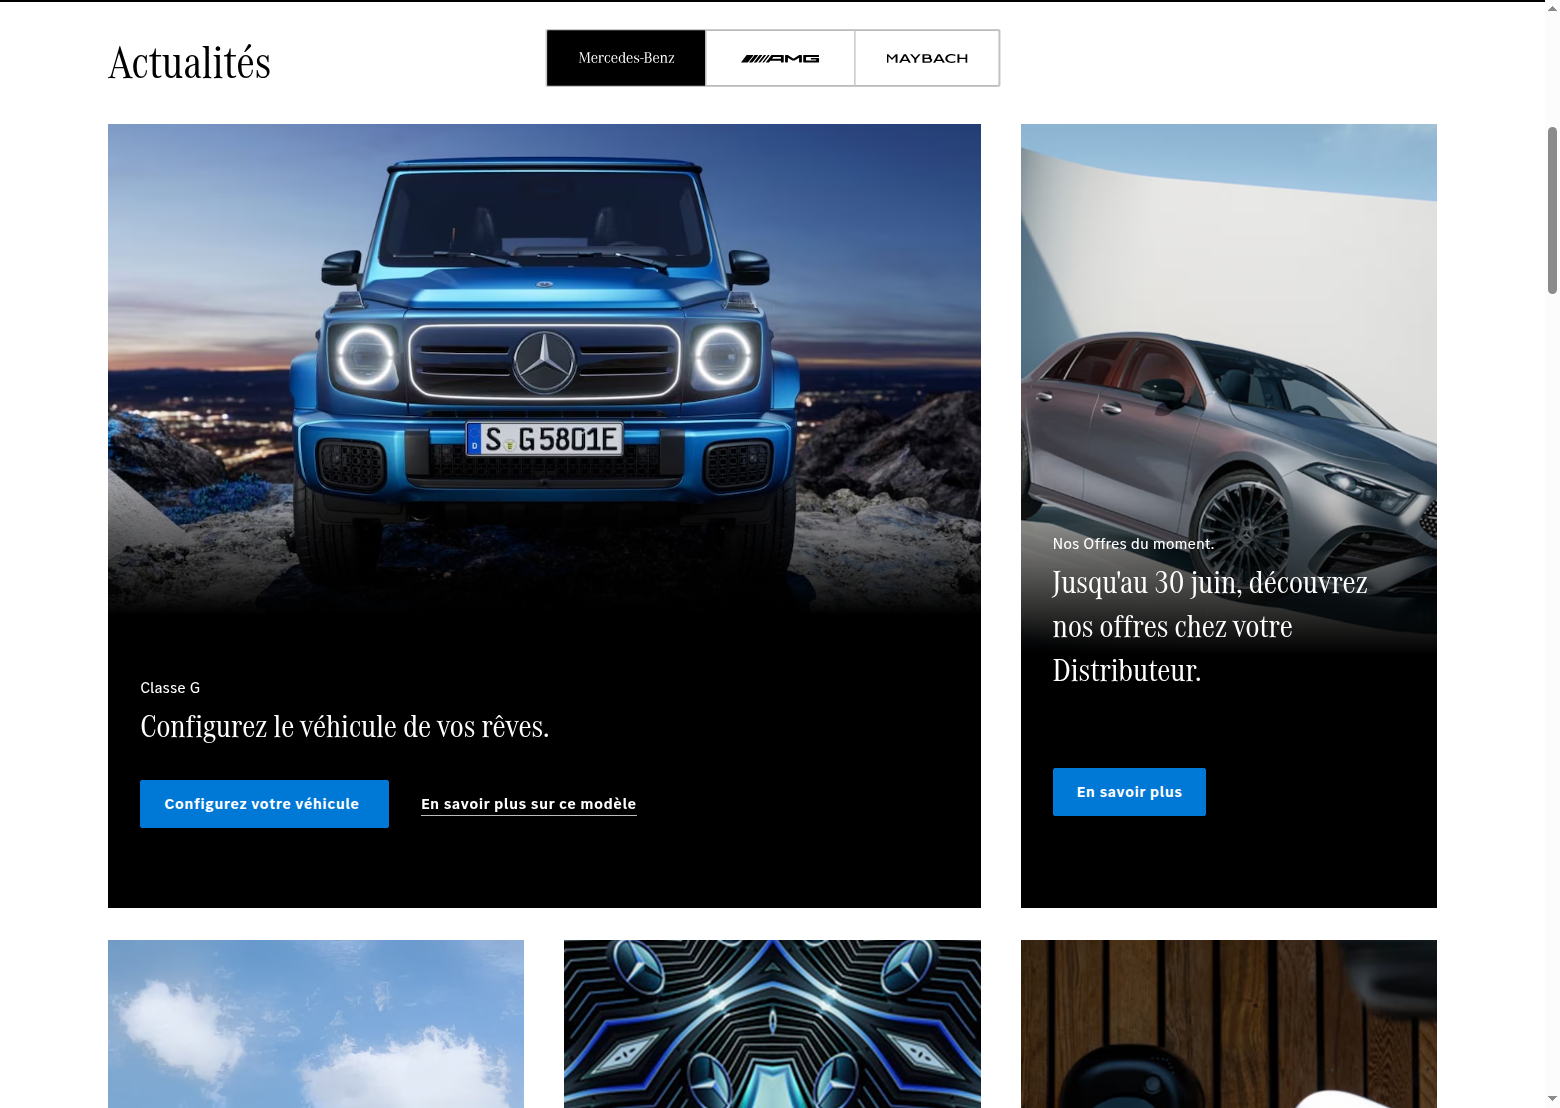 Actualités
Mercedes-Benz
AMG
MAYBACH
S G 5801E
D
Classe G
Configurez le véhicule de vos rêves.
Configurez votre véhicule
En savoir plus sur ce modèle
Nos Offres du moment.
Jusqu'au 30 juin, découvrez
nos offres chez votre
Distributeur.
En savoir plus